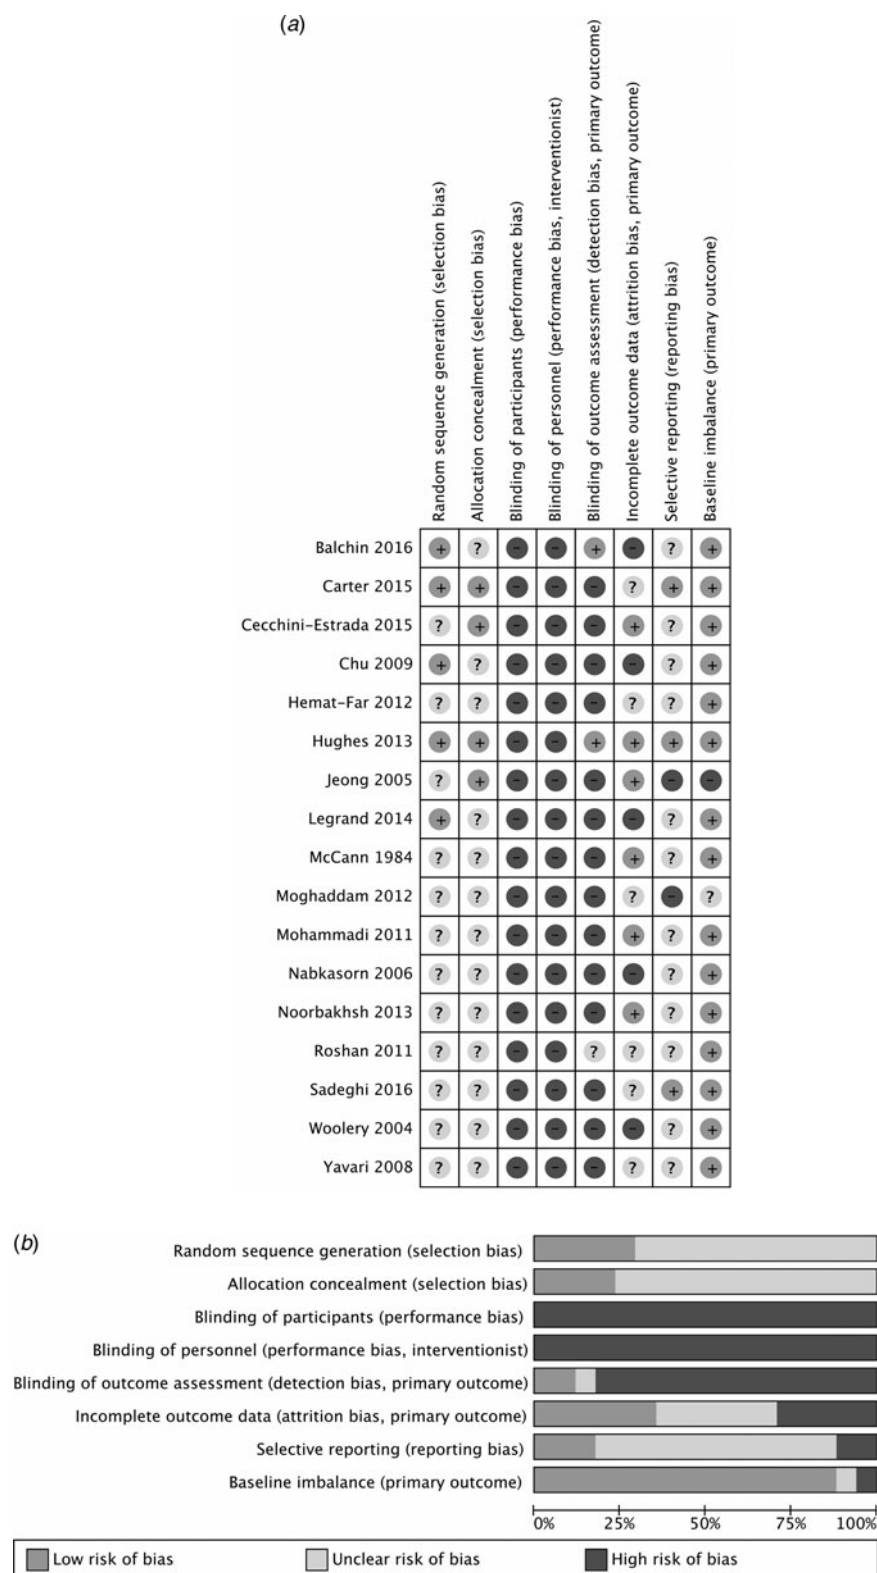 (a)
Random sequence generation (selection bias)
Allocation concealment (selection bias)
Blinding of participants (performance bias)
Blinding of personnel (performance bias, interventionist)
Blinding of outcome assessment (detection bias, primary outcome)
Incomplete outcome data (attrition bias, primary outcome)
Selective reporting (reporting bias)
Baseline imbalance (primary outcome)
Balchin 2016 + ? - - + - ? +
Carter 2015 + + - - - ? + +
Cecchini-Estrada 2015 ? + - - - + ? +
Chu 2009 + ? - - - - ? +
Hemat-Far 2012 ? ? - - - ? ? +
Hughes 2013 + + - - + + + +
Jeong 2005 ? + - - - + - -
Legrand 2014 + ? - - - - ? +
McCann 1984 ? ? - - - + ? +
Moghaddam 2012 ? ? - - - ? - ?
Mohammadi 2011 ? ? - - - + ? +
Nabkasorn 2006 ? ? - - - - ? +
Noorbakhsh 2013 ? ? - - - + ? +
Roshan 2011 ? ? - - ? ? ? +
Sadeghi 2016 ? ? - - - ? + +
Woolery 2004 ? ? - - - - ? +
Yavari 2008 ? ? - - - ? ? +
(b)
Random sequence generation (selection bias)
Allocation concealment (selection bias)
Blinding of participants (performance bias)
Blinding of personnel (performance bias, interventionist)
Blinding of outcome assessment (detection bias, primary outcome)
Incomplete outcome data (attrition bias, primary outcome)
Selective reporting (reporting bias)
Baseline imbalance (primary outcome)
0% 25% 50% 75% 100%
Low risk of bias Unclear risk of bias High risk of bias